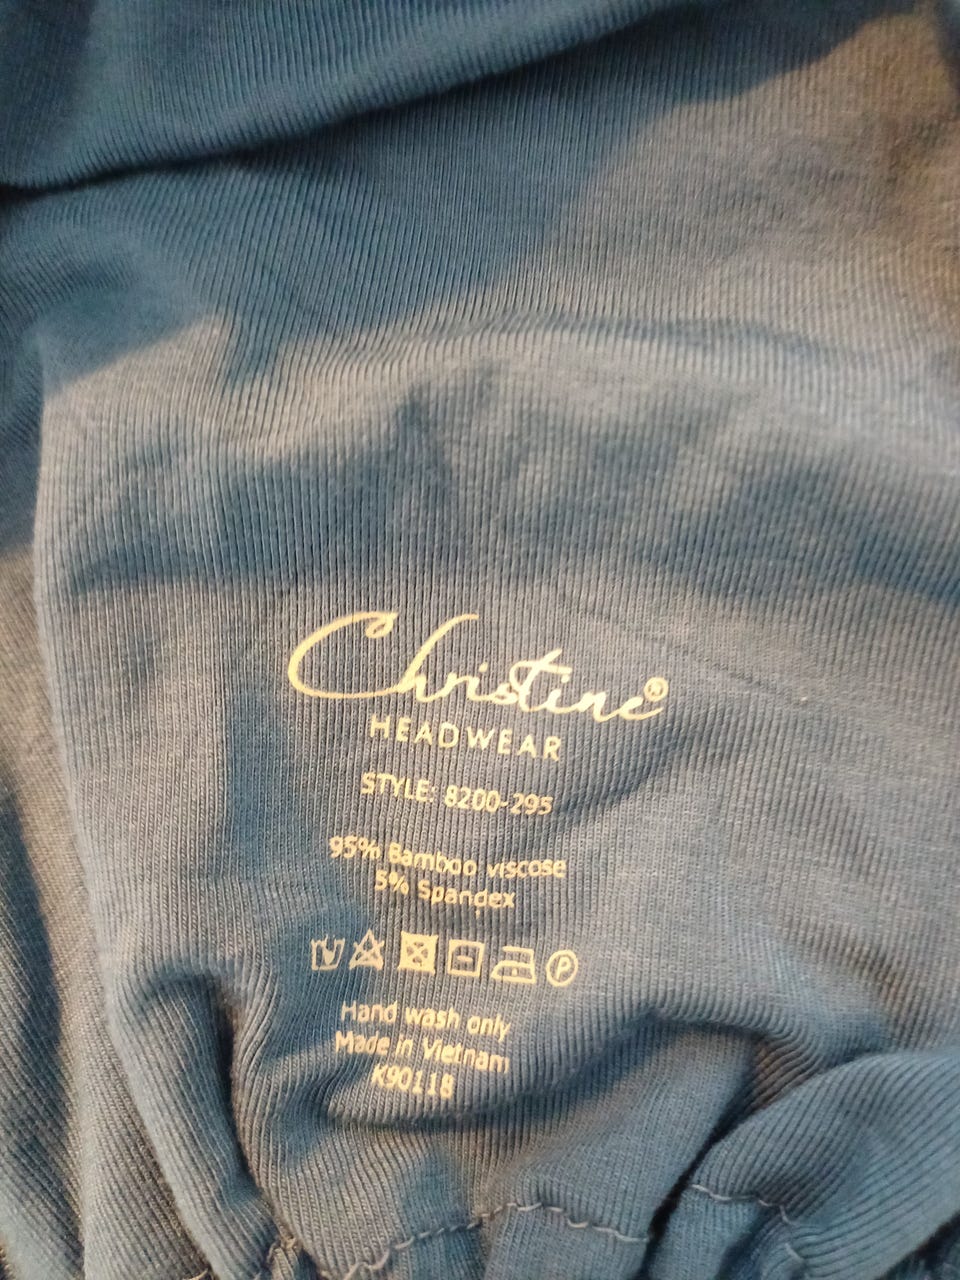 Christine®
HEADWEAR
STYLE: 8200-295
95% Bamboo viscose
5% Spandex
P
Hand wash only
Made in Vietnam
K90118